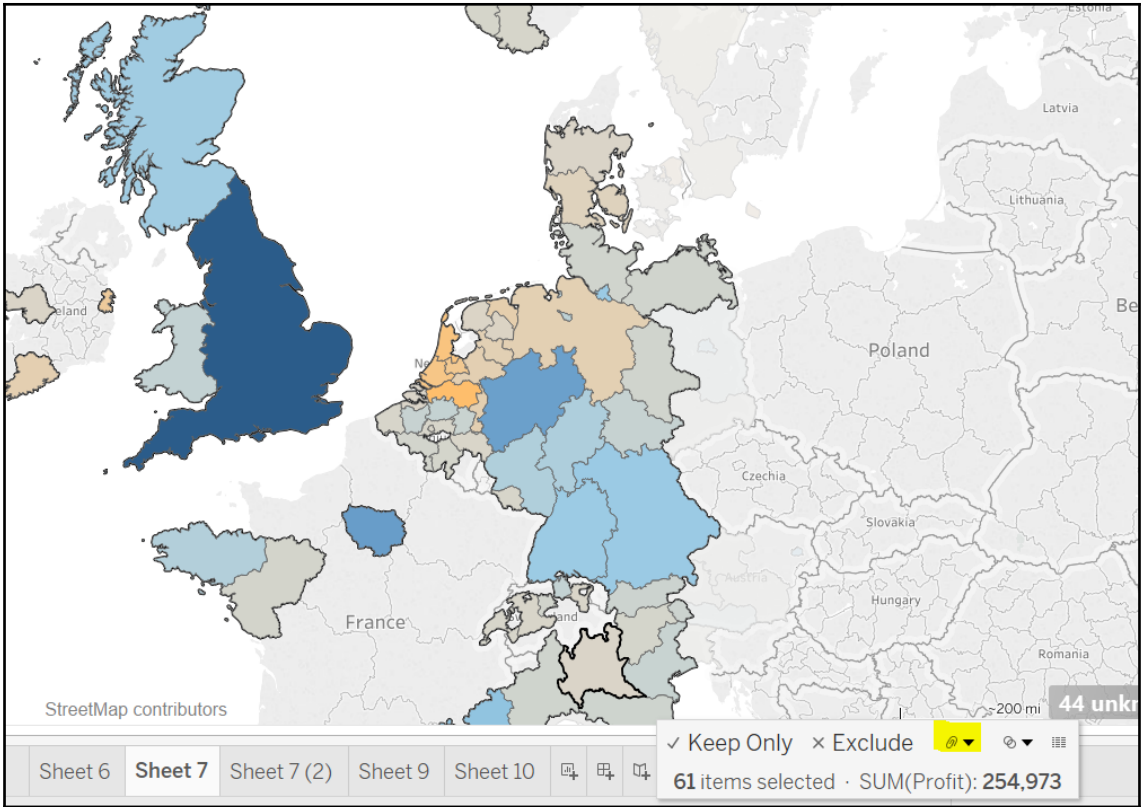 Estonia
Latvia
Lithuania
eland
Be
Ne
Poland
Czechia
Slovakia
Austria
Hungary
France
and
Romania
StreetMap contributors
~200 mi
44 unkr
✓ Keep Only × Exclude
61 items selected · SUM(Profit): 254,973
Sheet 6 Sheet 7 Sheet 7 (2) Sheet 9 Sheet 10